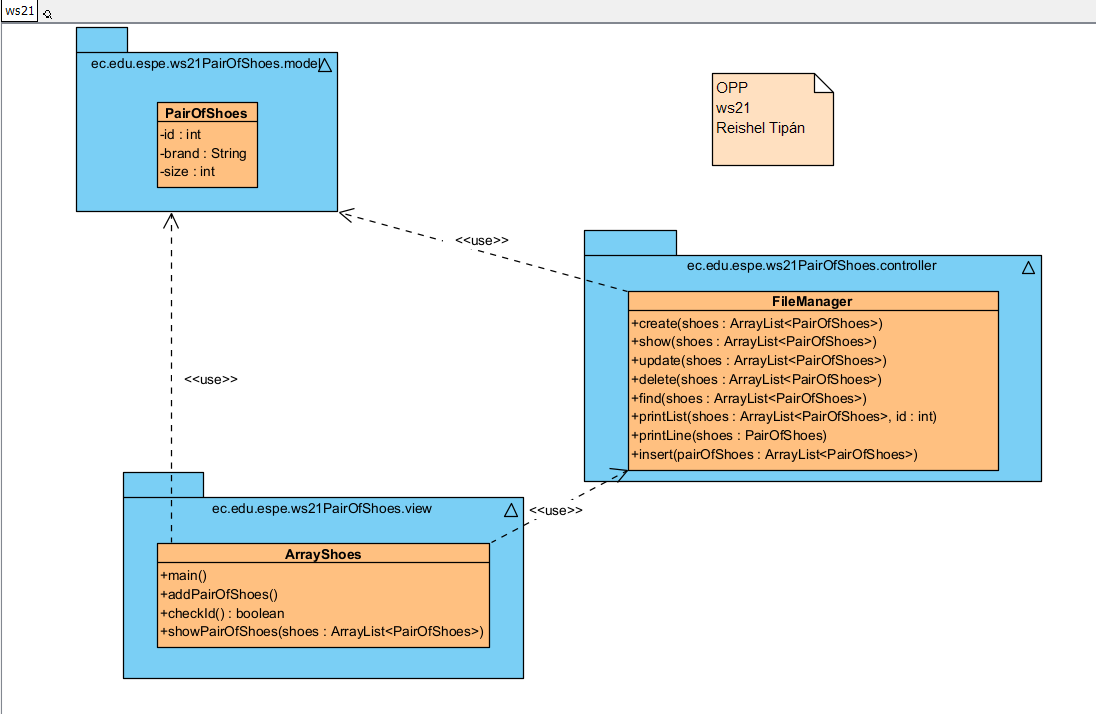 ws21
ec.edu.espe.ws21PairOfShoes.model
PairOfShoes
-id : int
-brand : String
-size : int
OPP
ws21
Reishel Tipán
<<use>>
ec.edu.espe.ws21PairOfShoes.controller
FileManager
+create(shoes : ArrayList<PairOfShoes>)
+show(shoes : ArrayList<PairOfShoes>)
+update(shoes : ArrayList<PairOfShoes>)
+delete(shoes : ArrayList<PairOfShoes>)
+find(shoes : ArrayList<PairOfShoes>)
+printList(shoes : ArrayList<PairOfShoes>, id : int)
+printLine(shoes : PairOfShoes)
+insert(pairOfShoes : ArrayList<PairOfShoes>)
<<use>>
ec.edu.espe.ws21PairOfShoes.view
<<use>>
ArrayShoes
+main()
+addPairOfShoes()
+checkId() : boolean
+showPairOfShoes(shoes : ArrayList<PairOfShoes>)